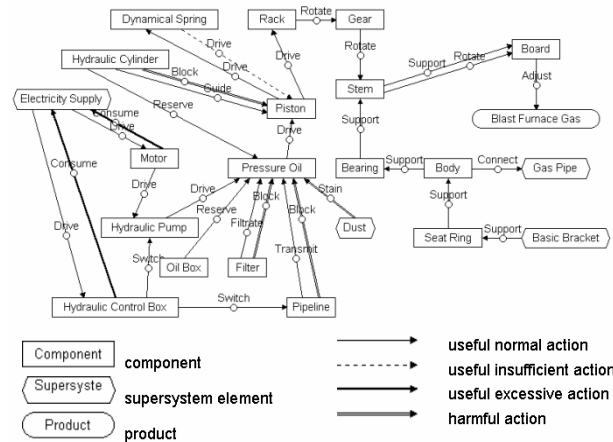 Dynamical Spring
Rack
Rotate
Gear
Drive
Drive
Rotate
Board
Hydraulic Cylinder
Drive
Support
Rotate
Block
Stem
Adjust
Guide
Electricity Supply
Reserve
Piston
Blast Furnace Gas
Consume
Drive
Drive
Support
Consume
Motor
Pressure Oil
Bearing
Support
Body
Connect
Gas Pipe
Drive
Drive
Block
Stain
Reserve
Block
Support
Hydraulic Pump
Filtrate
Dust
Drive
Seat Ring
Support
Basic Bracket
Switch
Oil Box
Filter
Transmit
Hydraulic Control Box
Switch
Pipeline
Component
component
useful normal action
Supersyste
supersystem element
useful insufficient action
useful excessive action
Product
product
harmful action